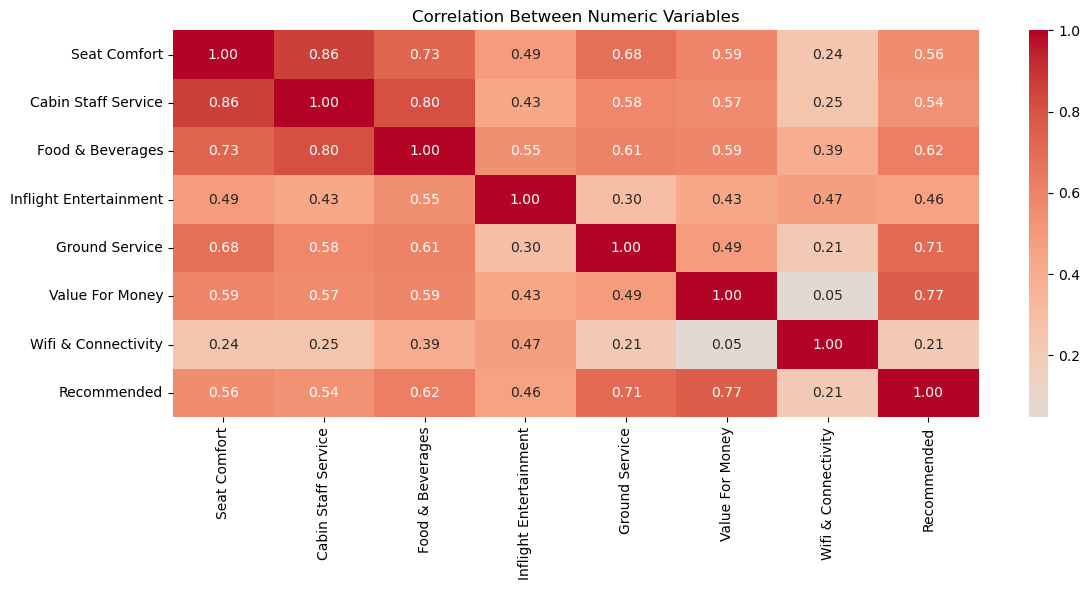 Correlation Between Numeric Variables
Seat Comfort 1.00 0.86 0.73 0.49 0.68 0.59 0.24 0.56
Cabin Staff Service 0.86 1.00 0.80 0.43 0.58 0.57 0.25 0.54
Food & Beverages 0.73 0.80 1.00 0.55 0.61 0.59 0.39 0.62
Inflight Entertainment 0.49 0.43 0.55 1.00 0.30 0.43 0.47 0.46
Ground Service 0.68 0.58 0.61 0.30 1.00 0.49 0.21 0.71
Value For Money 0.59 0.57 0.59 0.43 0.49 1.00 0.05 0.77
Wifi & Connectivity 0.24 0.25 0.39 0.47 0.21 0.05 1.00 0.21
Recommended 0.56 0.54 0.62 0.46 0.71 0.77 0.21 1.00
Seat Comfort
Cabin Staff Service
Food & Beverages
Inflight Entertainment
Ground Service
Value For Money
Wifi & Connectivity
Recommended
1.0
0.8
0.6
0.4
0.2